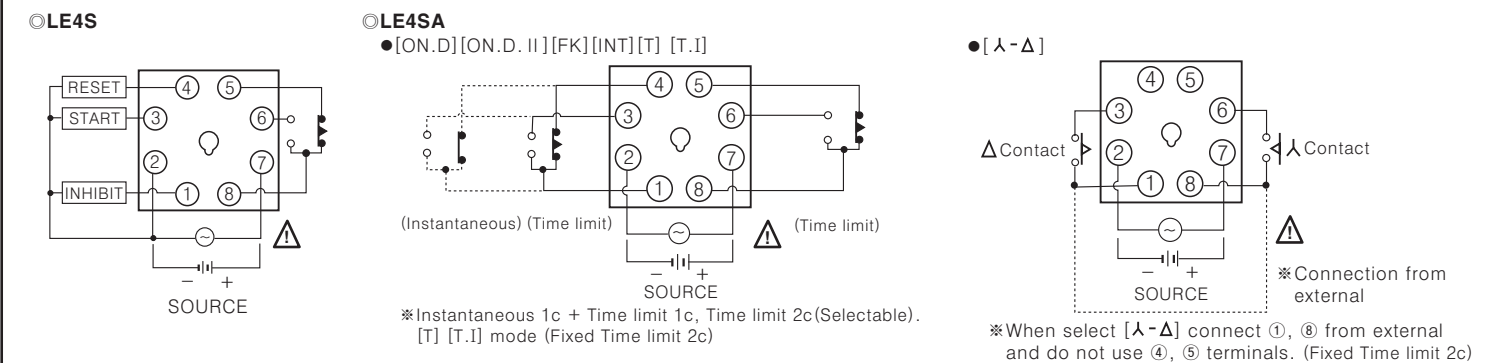 ◎LE4S
RESET
START
INHIBIT
④ ⑤
③ ⑥
② ⑦
① ⑧
~
− +
SOURCE
◎LE4SA
●[ON.D][ON.D. II][FK][INT][T] [T.I]
④ ⑤
③ ⑥
② ⑦
① ⑧
(Instantaneous) (Time limit)
(Time limit)
~
− +
SOURCE
※Instantaneous 1c + Time limit 1c, Time limit 2c(Selectable).
[T] [T.I] mode (Fixed Time limit 2c)
●[⅄-Δ]
④ ⑤
③ ⑥
② ⑦
① ⑧
ΔContact
⅄Contact
~
− +
SOURCE
※Connection from
external
※When select [⅄-Δ] connect ①, ⑧ from external
and do not use ④, ⑤ terminals. (Fixed Time limit 2c)